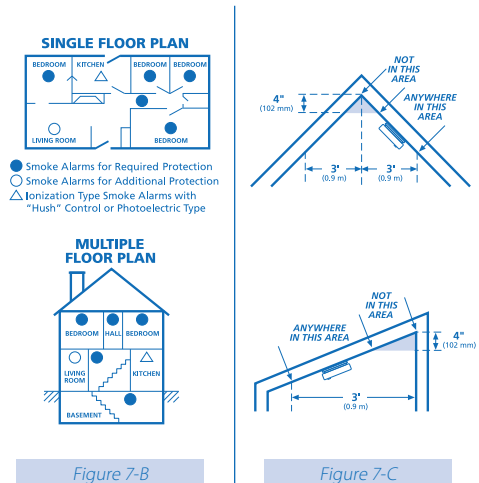 SINGLE FLOOR PLAN
BEDROOM KITCHEN BEDROOM BEDROOM
LIVING ROOM BEDROOM
Smoke Alarms for Required Protection
Smoke Alarms for Additional Protection
Ionization Type Smoke Alarms with
“Hush” Control or Photoelectric Type
MULTIPLE
FLOOR PLAN
BEDROOM HALL BEDROOM
LIVING
ROOM
KITCHEN
BASEMENT
Figure 7-B
NOT
IN THIS
AREA
4"
(102 mm)
ANYWHERE
IN THIS
AREA
3' 3'
(0.9 m) (0.9 m)
NOT
IN THIS
AREA
ANYWHERE
IN THIS AREA
4"
(102 mm)
3'
(0.9 m)
Figure 7-C